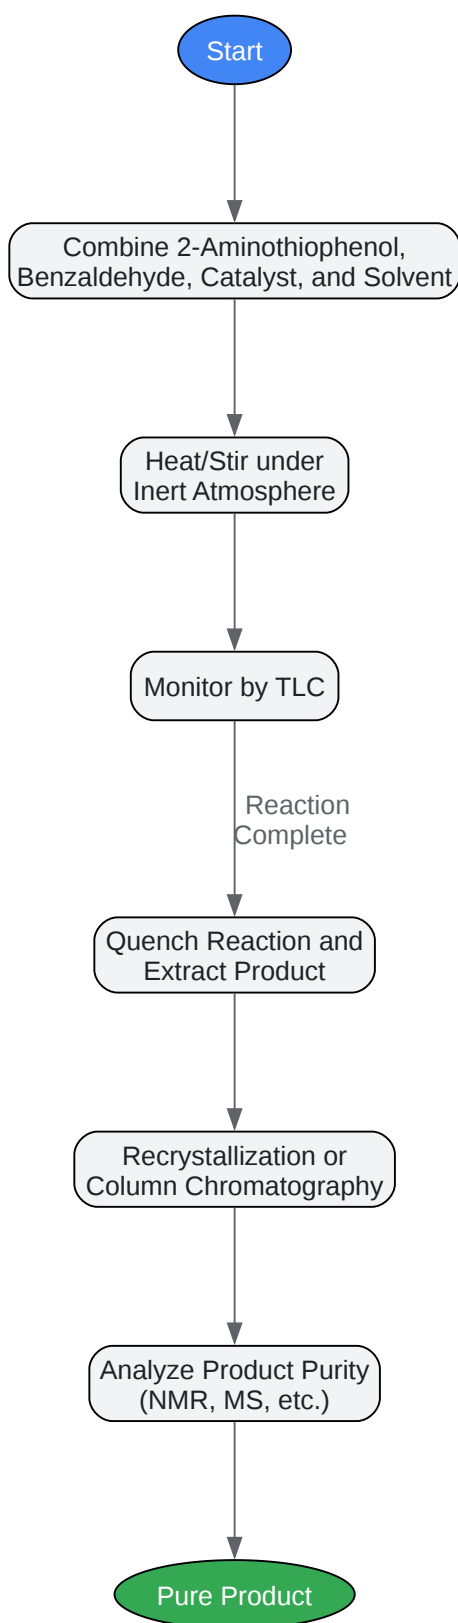 Start
Combine 2-Aminothiophenol,
Benzaldehyde, Catalyst, and Solvent
Heat/Stir under
Inert Atmosphere
Monitor by TLC
Reaction
Complete
Quench Reaction and
Extract Product
Recrystallization or
Column Chromatography
Analyze Product Purity
(NMR, MS, etc.)
Pure Product